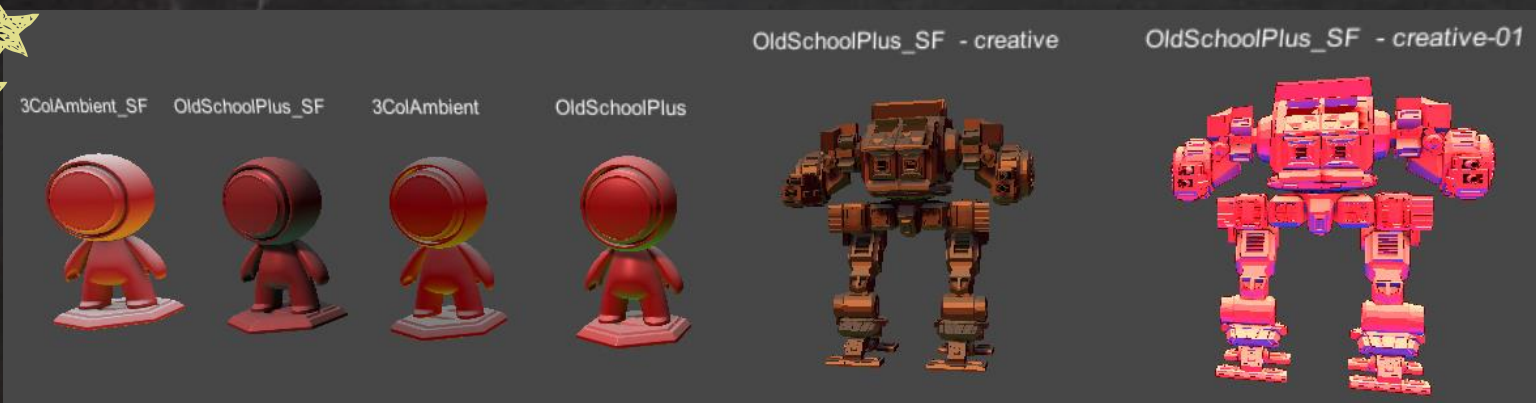 OldSchoolPlus_SF - creative
OldSchoolPlus_SF - creative-01
3ColAmbient_SF
OldSchoolPlus_SF
3ColAmbient
OldSchoolPlus